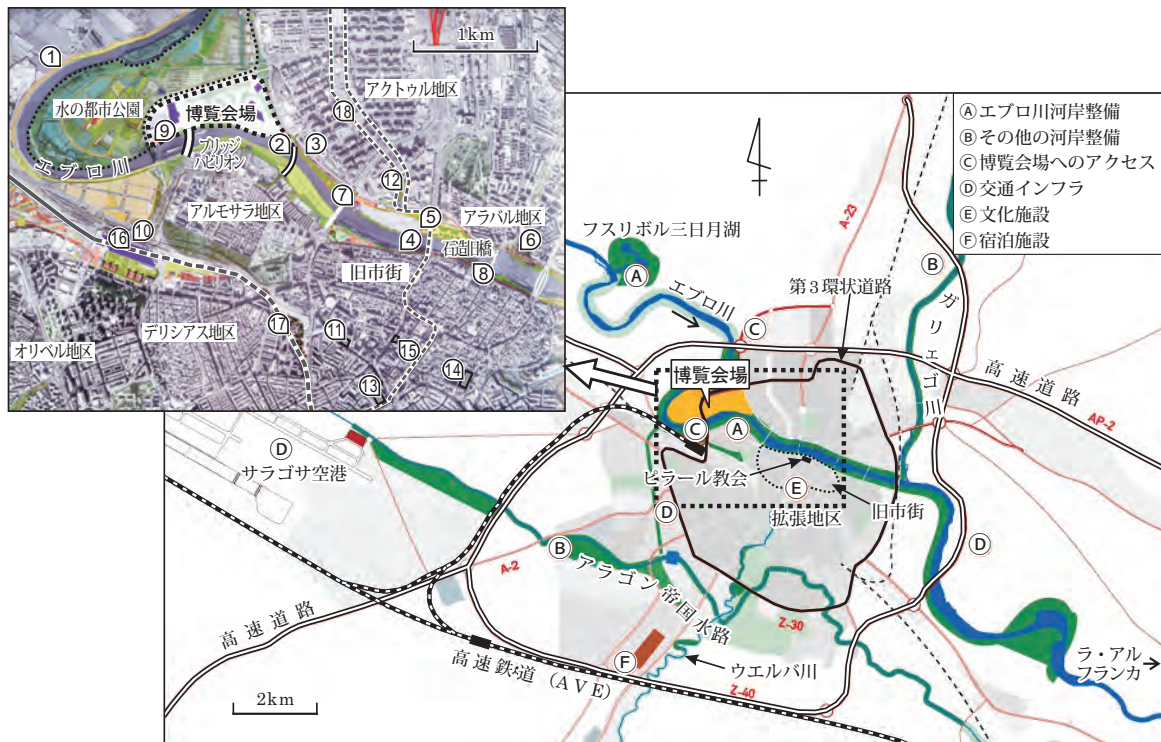 1km
①
アクトゥル地区
水の都市公園
博覧会場
⑱
⑨
②
③
ブリッジ
パビリオン
エブロ川
⑫
⑦
アルモサラ地区
⑤
アラバル地区
⑯
⑩
④
石造旧橋
⑥
旧市街
⑧
デリシアス地区
⑰
⑪
オリベル地区
⑮
⑭
⑬
Ⓐエブロ川河岸整備
Ⓑその他の河岸整備
Ⓒ博覧会場へのアクセス
Ⓓ交通インフラ
Ⓔ文化施設
Ⓕ宿泊施設
A-23
フスリボル三日月湖
Ⓐ
Ⓑ
エブロ川
第3環状道路
ガリェゴ川
Ⓒ
博覧会場
高速道路
AP-2
Ⓒ
Ⓐ
Ⓓ
サラゴサ空港
ピラール教会
Ⓔ
旧市街
拡張地区
Ⓓ
Ⓓ
Ⓑ
A-2
アラゴン帝国水路
高速道路
Z-30
Ⓕ
高速鉄道(AVE)
ウエルバ川
Z-40
ラ・アル
フランカ
2km